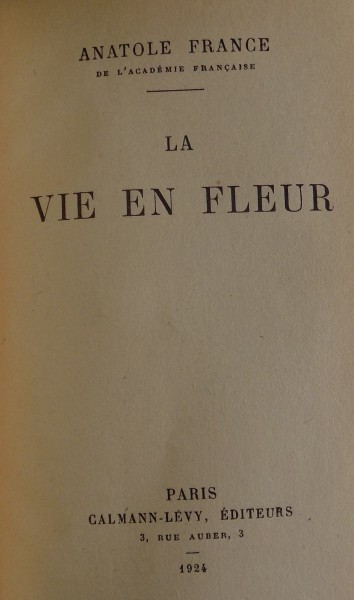 ANATOLE FRANCE
DE L'ACADÉMIE FRANÇAISE
LA
VIE EN FLEUR
PARIS
CALMANN-LÉVY, ÉDITEURS
3, RUE AUBER, 3
1924